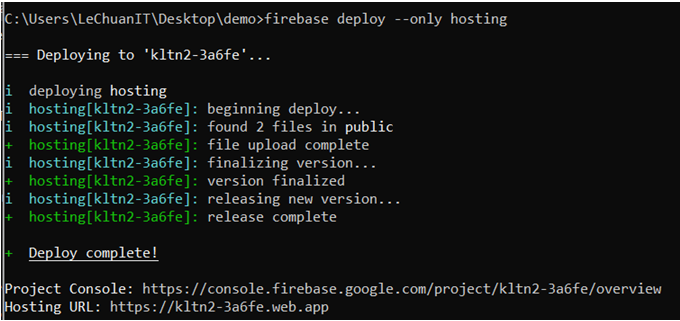 C:\Users\LeChuanIT\Desktop\demo>firebase deploy --only hosting
=== Deploying to 'kltn2-3a6fe'...
i  deploying hosting
i  hosting[kltn2-3a6fe]: beginning deploy...
i  hosting[kltn2-3a6fe]: found 2 files in public
+  hosting[kltn2-3a6fe]: file upload complete
i  hosting[kltn2-3a6fe]: finalizing version...
+  hosting[kltn2-3a6fe]: version finalized
i  hosting[kltn2-3a6fe]: releasing new version...
+  hosting[kltn2-3a6fe]: release complete
+  Deploy complete!
Project Console: https://console.firebase.google.com/project/kltn2-3a6fe/overview
Hosting URL: https://kltn2-3a6fe.web.app